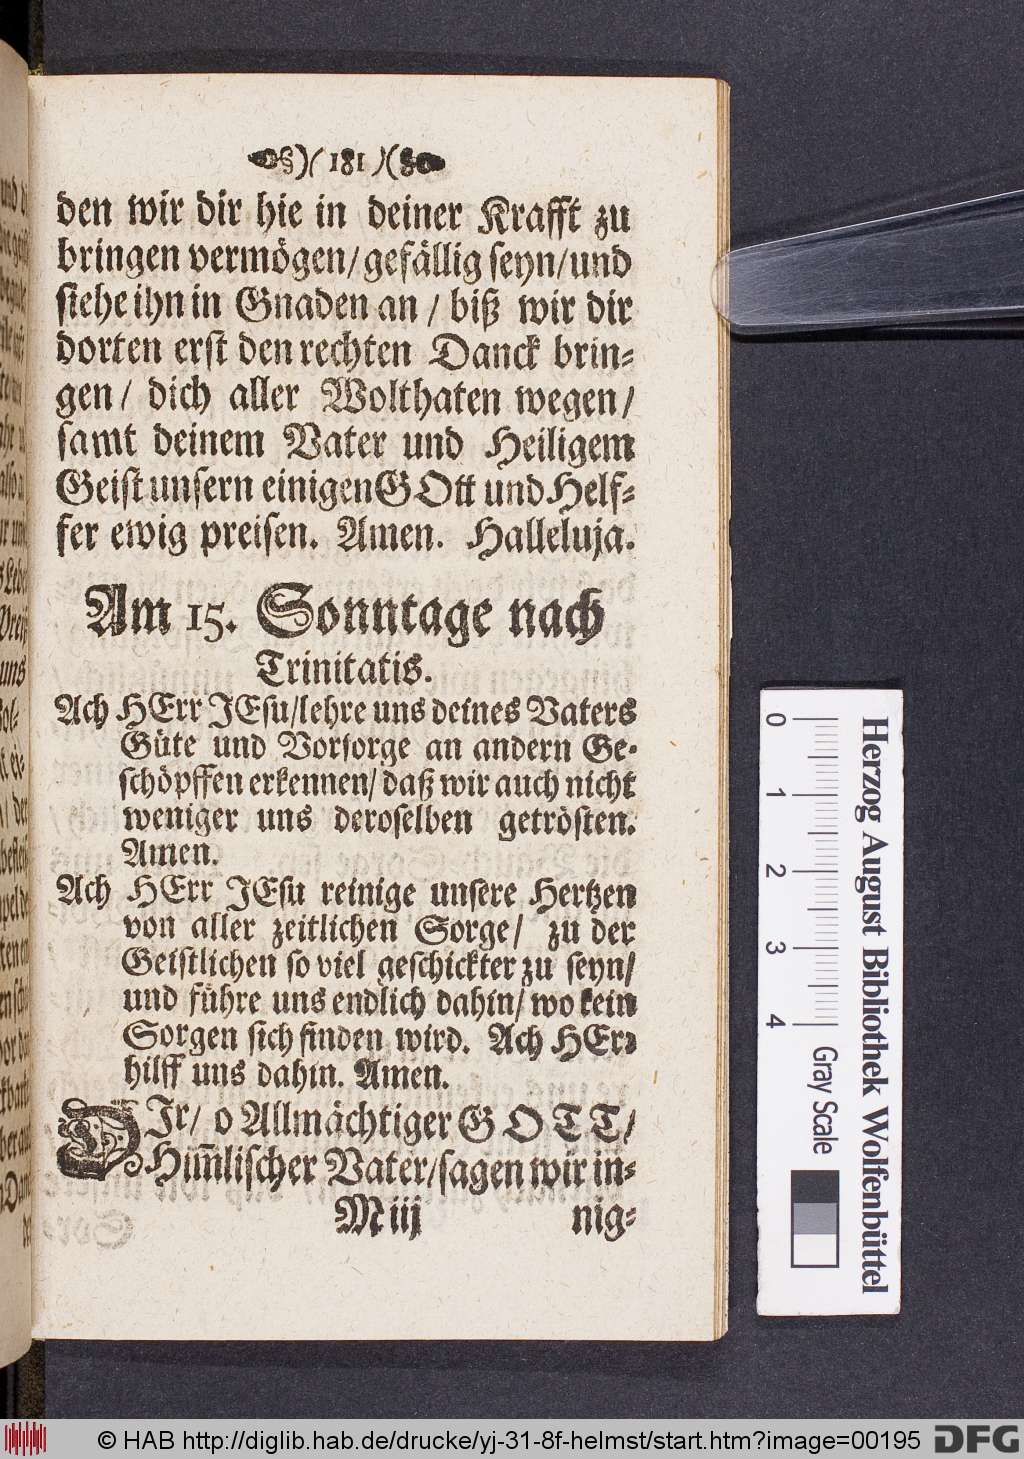 )( 181 )(
den wir dir hie in deiner Krafft zu
bringen vermögen/gefällig seyn/und
siehe ihn in Gnaden an / biß wir dir
dorten erst den rechten Danck brin-
gen / dich aller Wolthaten wegen/
samt deinem Vater und Heiligem
Geist unsern einigen GOtt und Helf-
fer ewig preisen. Amen. Halleluja.
Am 15. Sonntage nach
Trinitatis.
Ach HErr JEsu/lehre uns deines Vaters
Güte und Vorsorge an andern Ge-
schöpffen erkennen/ daß wir auch nicht
weniger uns deroselben getrösten.
Amen.
Ach HErr JEsu reinige unsere Hertzen
von aller zeitlichen Sorge/ zu der
Geistlichen so viel geschickter zu seyn/
und führe uns endlich dahin/ wo kein
Sorgen sich finden wird. Ach HErr
hilff uns dahin. Amen.
DIr/ o Allmächtiger GOTT/
Him̄lischer Vater/sagen wir in-
M iij nig-
Herzog August Bibliothek Wolfenbüttel
0 1 2 3 4 Gray Scale
© HAB http://diglib.hab.de/drucke/yj-31-8f-helmst/start.htm?image=00195
DFG